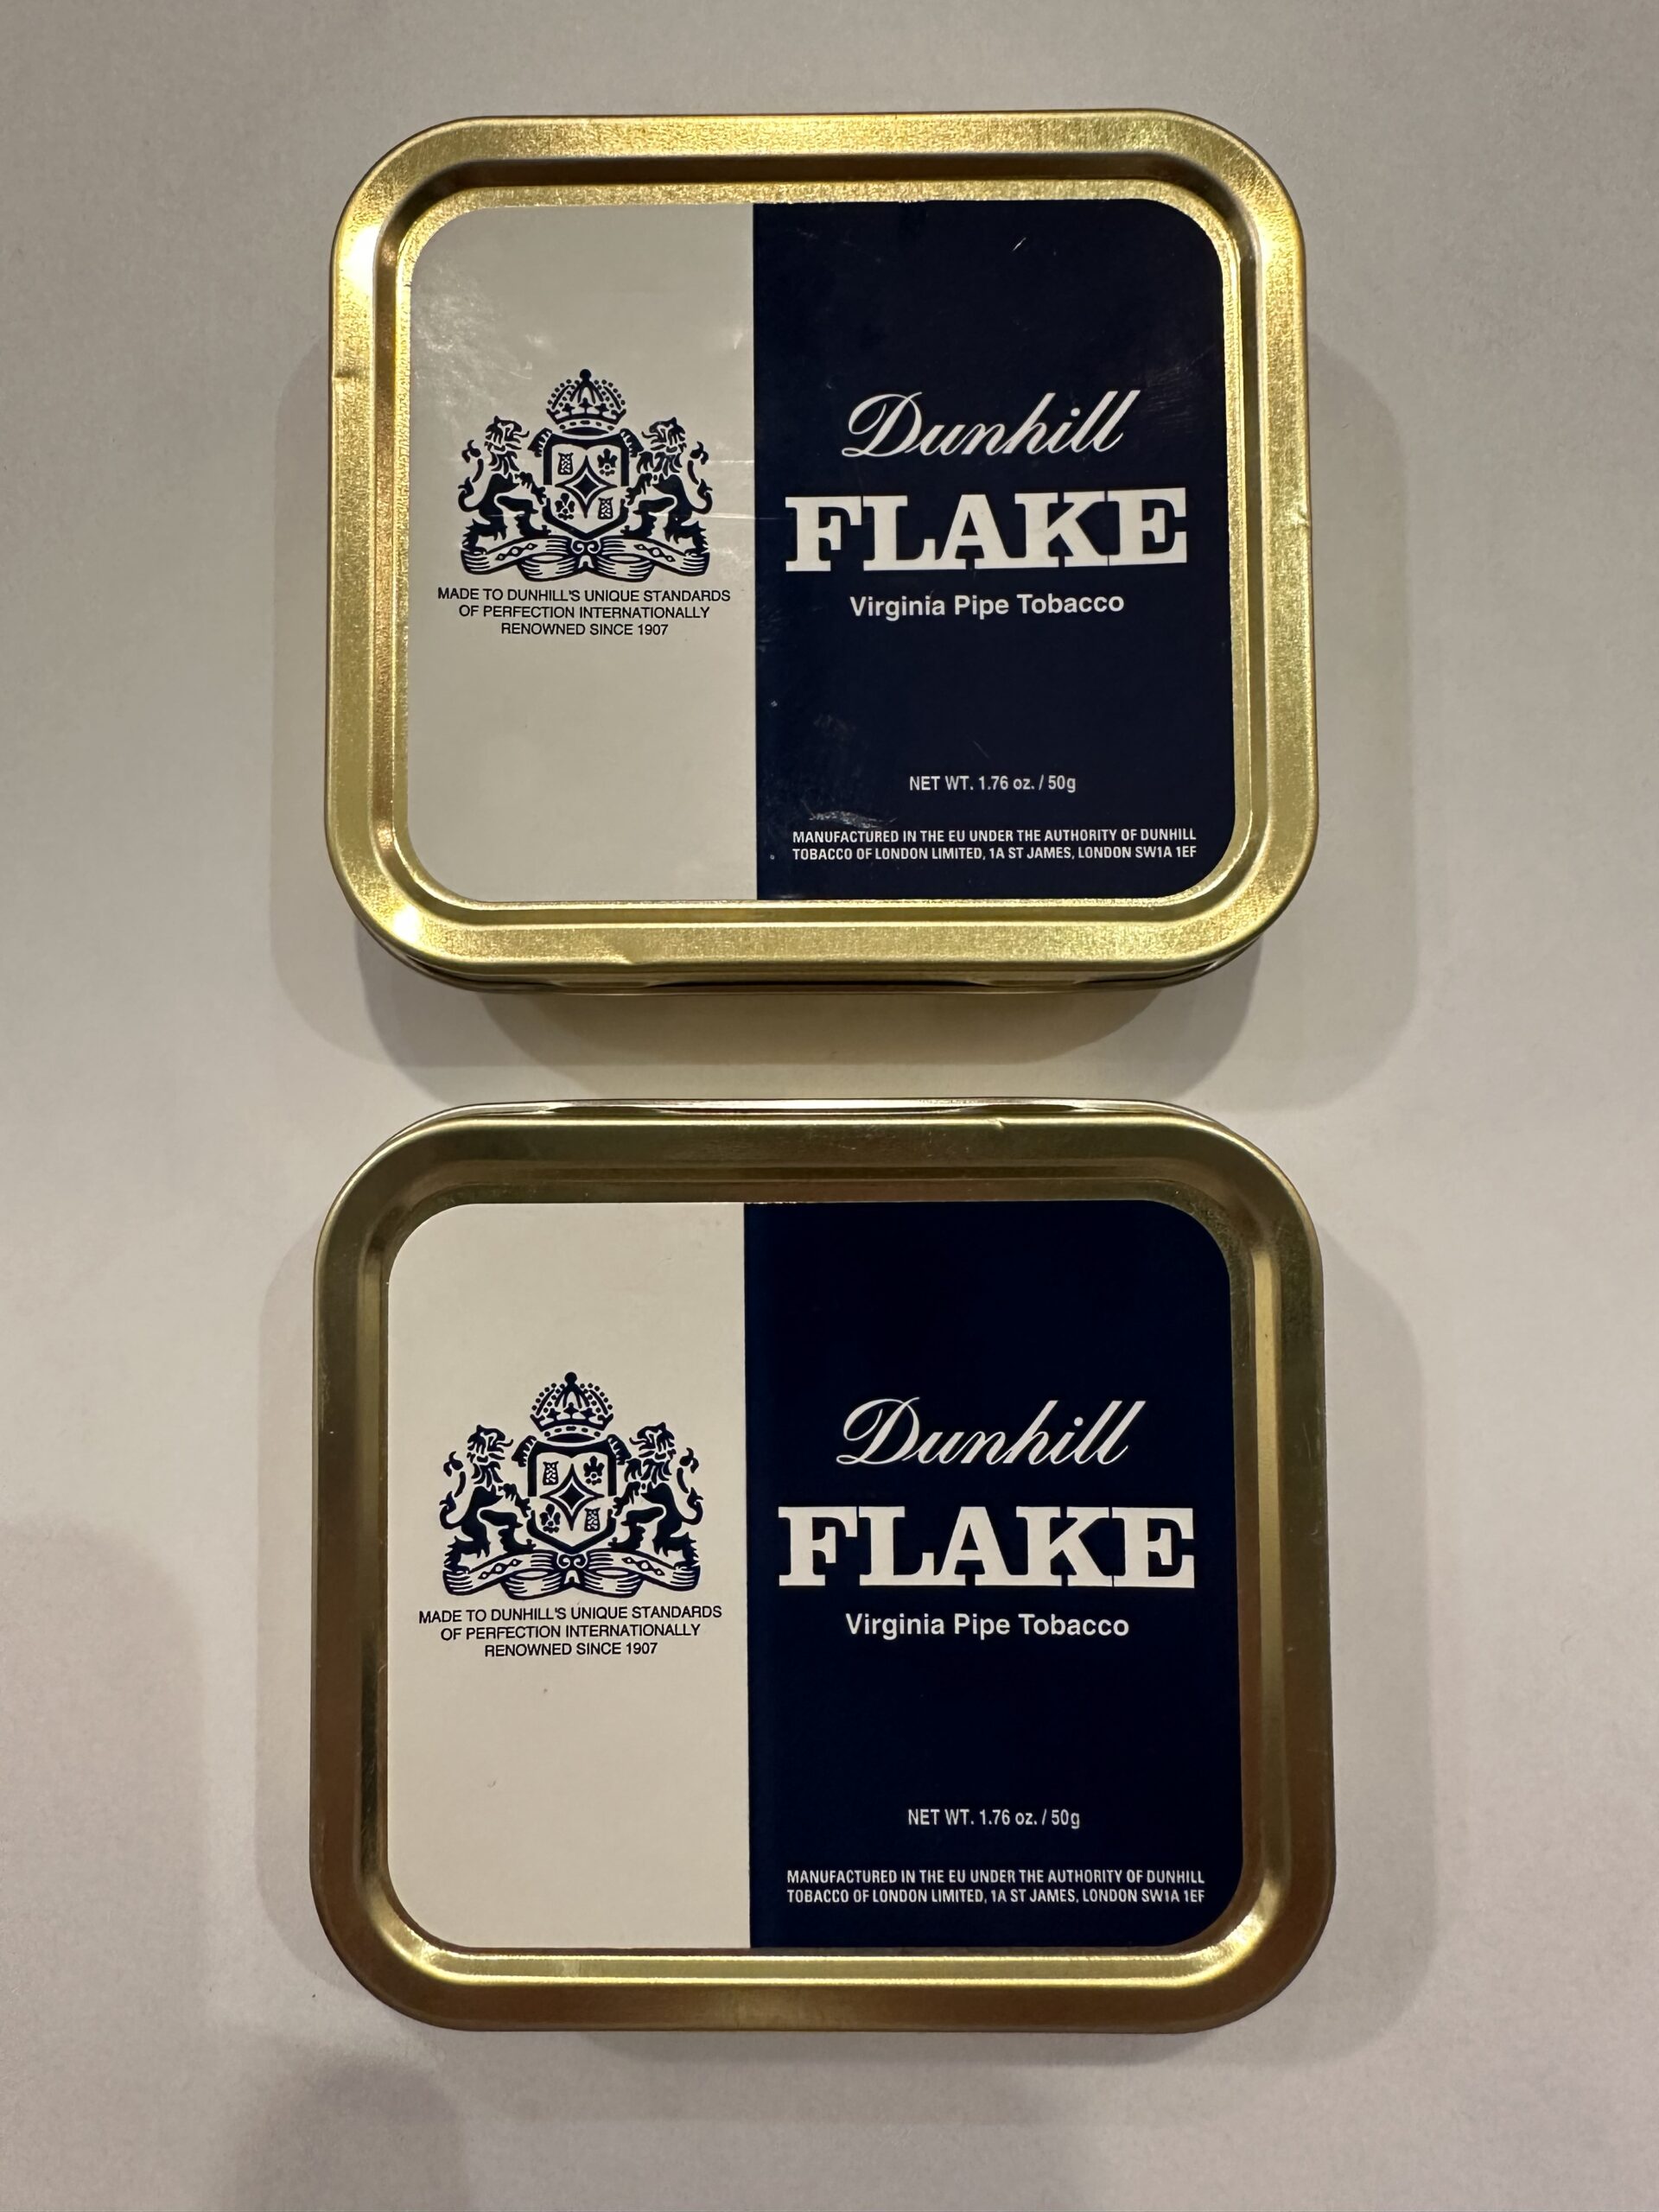 MADE TO DUNHILL'S UNIQUE STANDARDS
OF PERFECTION INTERNATIONALLY
RENOWNED SINCE 1907
Dunhill
FLAKE
Virginia Pipe Tobacco
NET WT. 1.76 oz. / 50g
MANUFACTURED IN THE EU UNDER THE AUTHORITY OF DUNHILL
TOBACCO OF LONDON LIMITED, 1A ST JAMES, LONDON SW1A 1EF
MADE TO DUNHILL'S UNIQUE STANDARDS
OF PERFECTION INTERNATIONALLY
RENOWNED SINCE 1907
Dunhill
FLAKE
Virginia Pipe Tobacco
NET WT. 1.76 oz. / 50g
MANUFACTURED IN THE EU UNDER THE AUTHORITY OF DUNHILL
TOBACCO OF LONDON LIMITED, 1A ST JAMES, LONDON SW1A 1EF